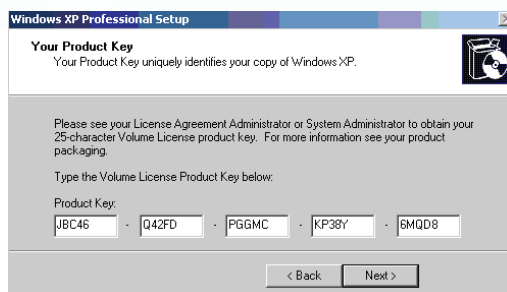 Windows XP Professional Setup
Your Product Key
Your Product Key uniquely identifies your copy of Windows XP.
Please see your License Agreement Administrator or System Administrator to obtain your
25-character Volume License product key. For more information see your product
packaging.
Type the Volume License Product Key below:
Product Key:
JBC46 - Q42FD - PGGMC - KP38Y - 6MQD8
< Back Next >